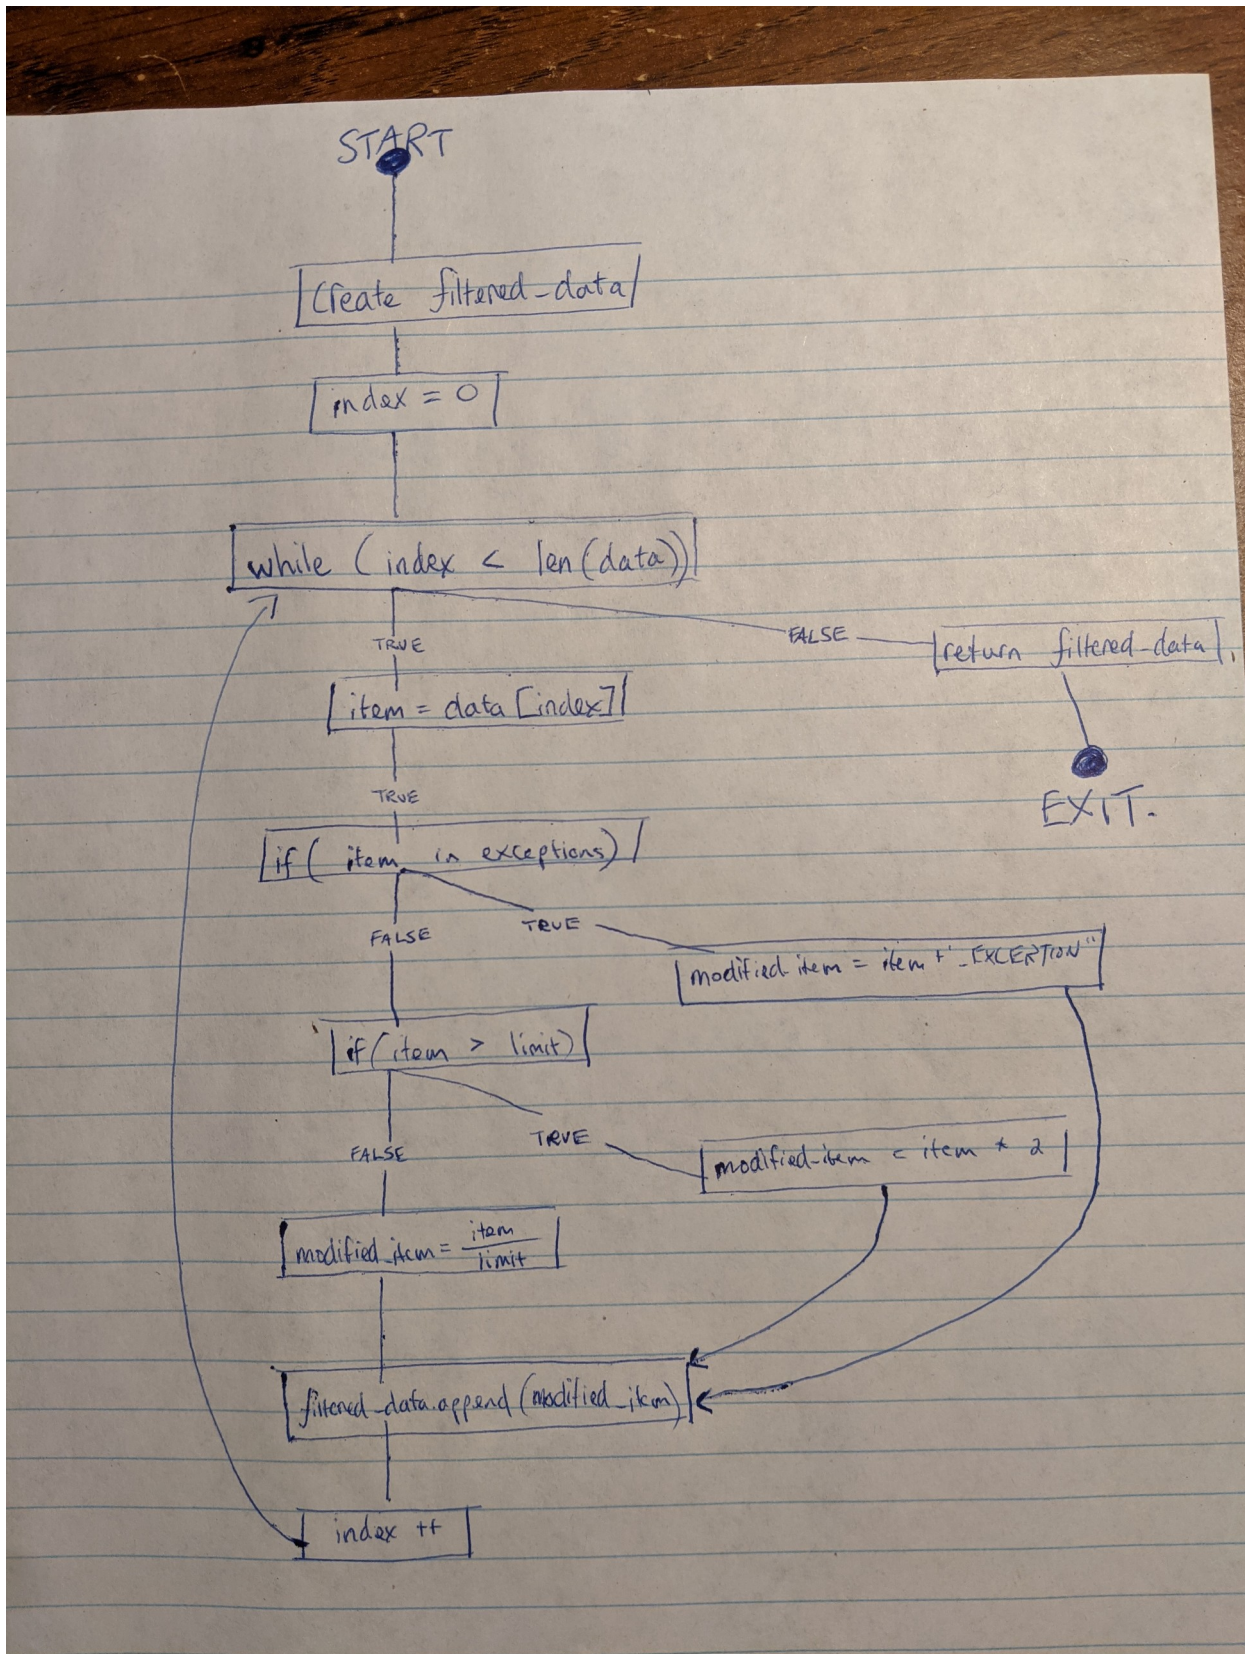 START
Create filtered_data
index = 0
while (index < len(data))
TRUE
FALSE
return filtered_data
item = data[index]
TRUE
EXIT.
if( item in exceptions)
FALSE
TRUE
modified_item = item + "_EXCEPTION"
if(item > limit)
FALSE
TRUE
modified_item = item * 2
modified_item = item
limit
filtered_data.append(modified_item)
index ++